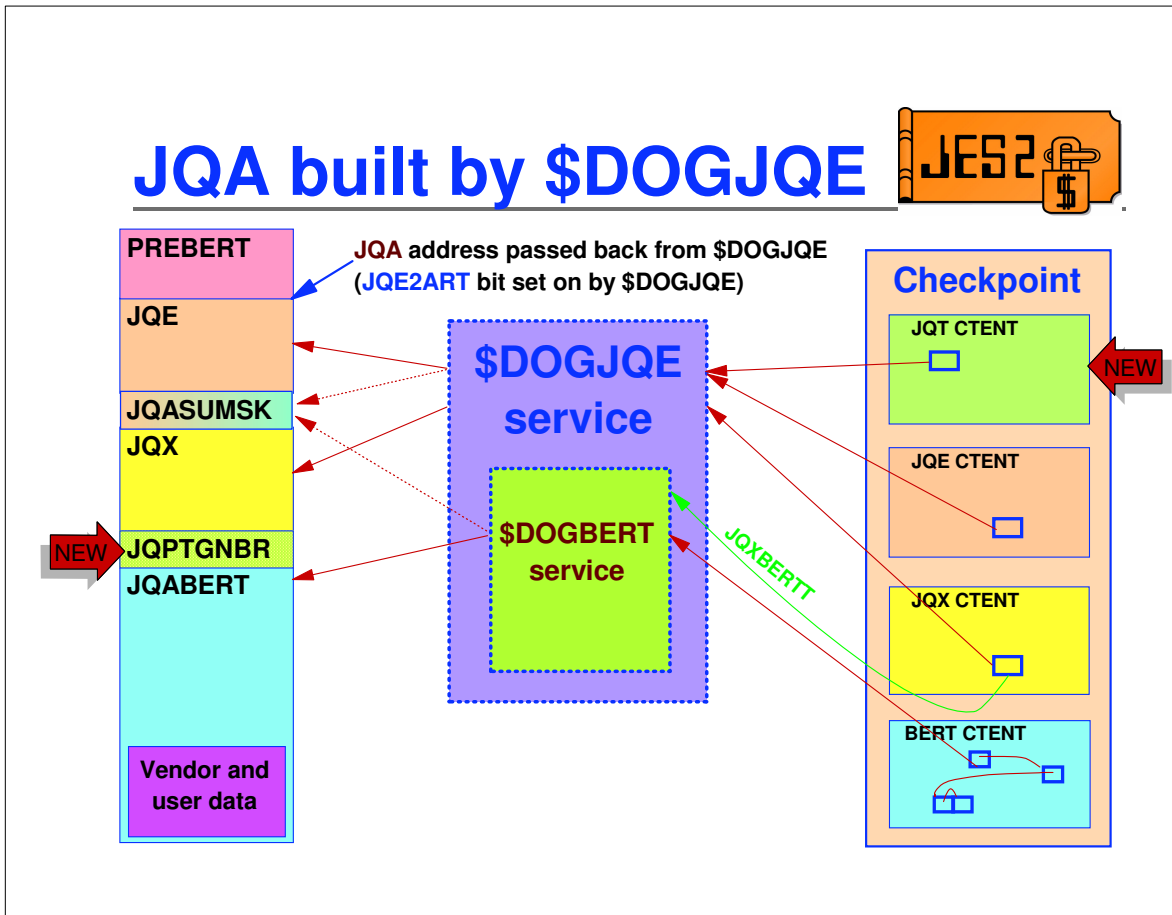 JQA built by $DOGJQE
JES2
$
PREBERT
JQA address passed back from $DOGJQE
(JQE2ART bit set on by $DOGJQE)
JQE
JQASUMSK
JQX
NEW
JQPTGNBR
JQABERT
Vendor and
user data
$DOGJQE
service
$DOGBERT
service
JQXBERTT
Checkpoint
JQT CTENT
NEW
JQE CTENT
JQX CTENT
BERT CTENT